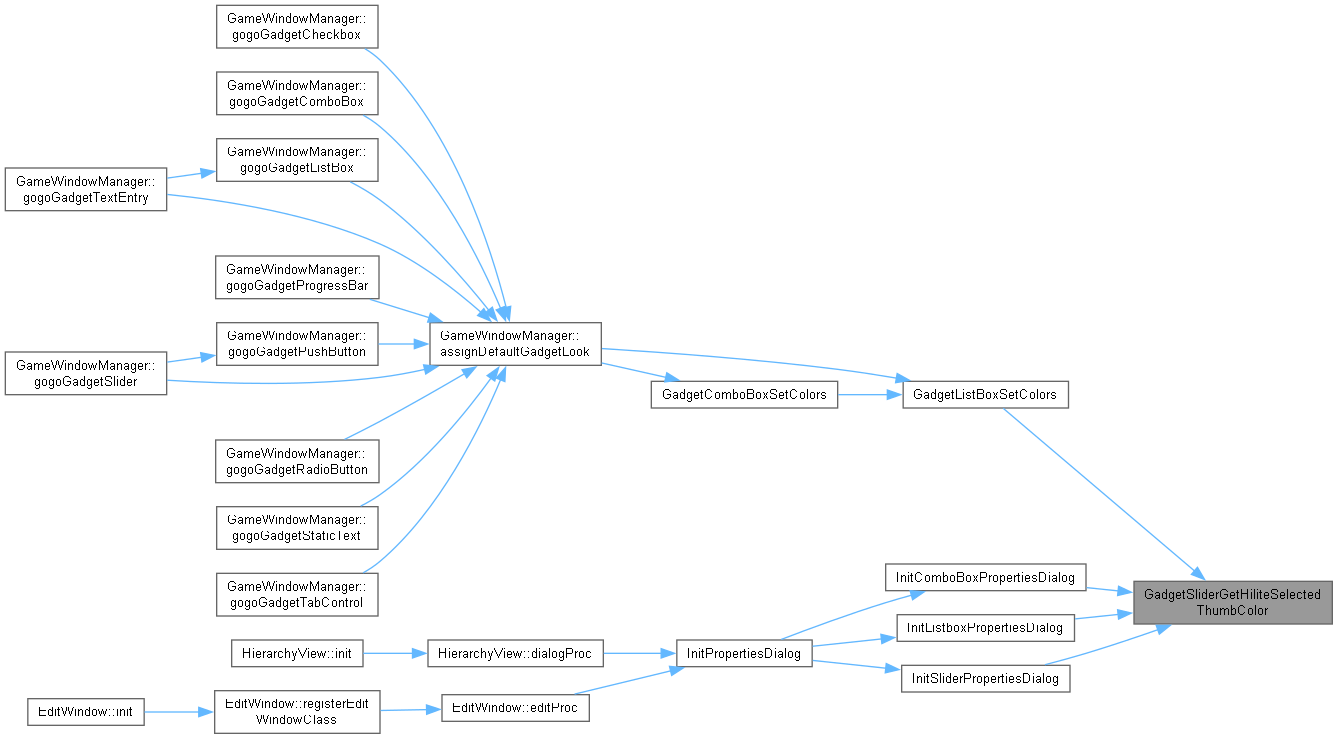 GameWindowManager::
gogoGadgetCheckbox
GameWindowManager::
gogoGadgetComboBox
GameWindowManager::
gogoGadgetListBox
GameWindowManager::
gogoGadgetTextEntry
GameWindowManager::
gogoGadgetProgressBar
GameWindowManager::
gogoGadgetPushButton
GameWindowManager::
assignDefaultGadgetLook
GameWindowManager::
gogoGadgetSlider
GadgetComboBoxSetColors
GadgetListBoxSetColors
GameWindowManager::
gogoGadgetRadioButton
GameWindowManager::
gogoGadgetStaticText
GameWindowManager::
gogoGadgetTabControl
InitComboBoxPropertiesDialog
GadgetSliderGetHiliteSelected
ThumbColor
InitListboxPropertiesDialog
HierarchyView::init
HierarchyView::dialogProc
InitPropertiesDialog
InitSliderPropertiesDialog
EditWindow::init
EditWindow::registerEdit
WindowClass
EditWindow::editProc